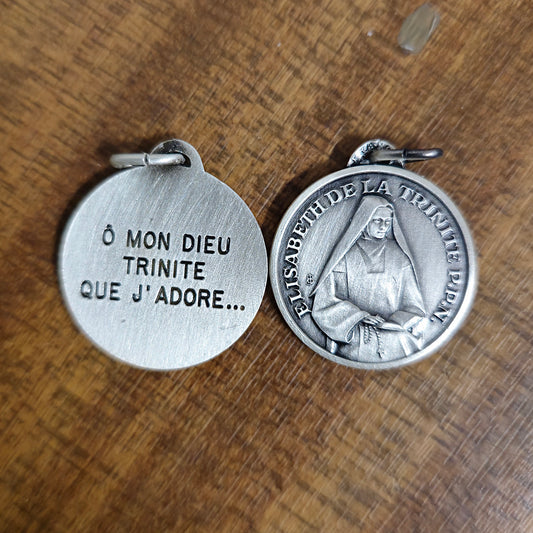 Ô MON DIEU
TRINITE
QUE J'ADORE...
ELISABETH DE LA TRINITE P.P.N